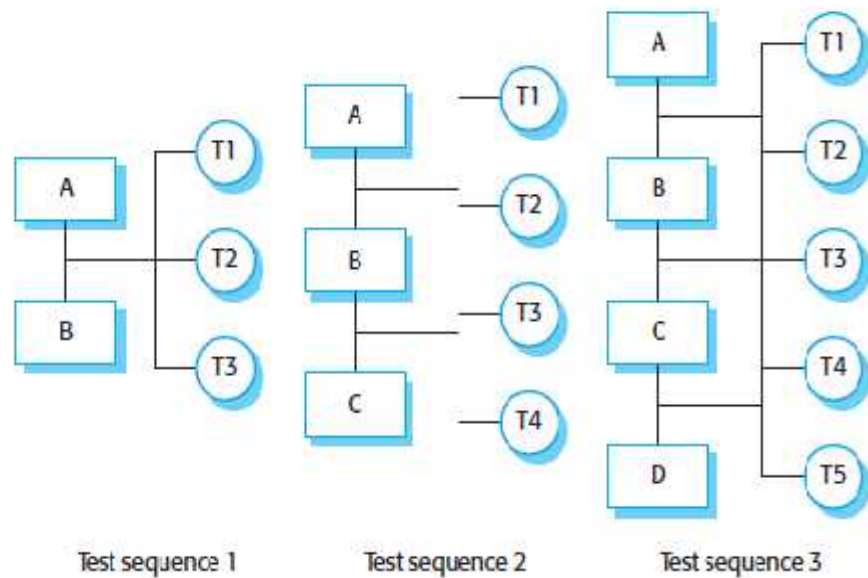 A
B
T1
T2
T3
Test sequence 1
A
B
C
T1
T2
T3
T4
Test sequence 2
A
B
C
D
T1
T2
T3
T4
T5
Test sequence 3